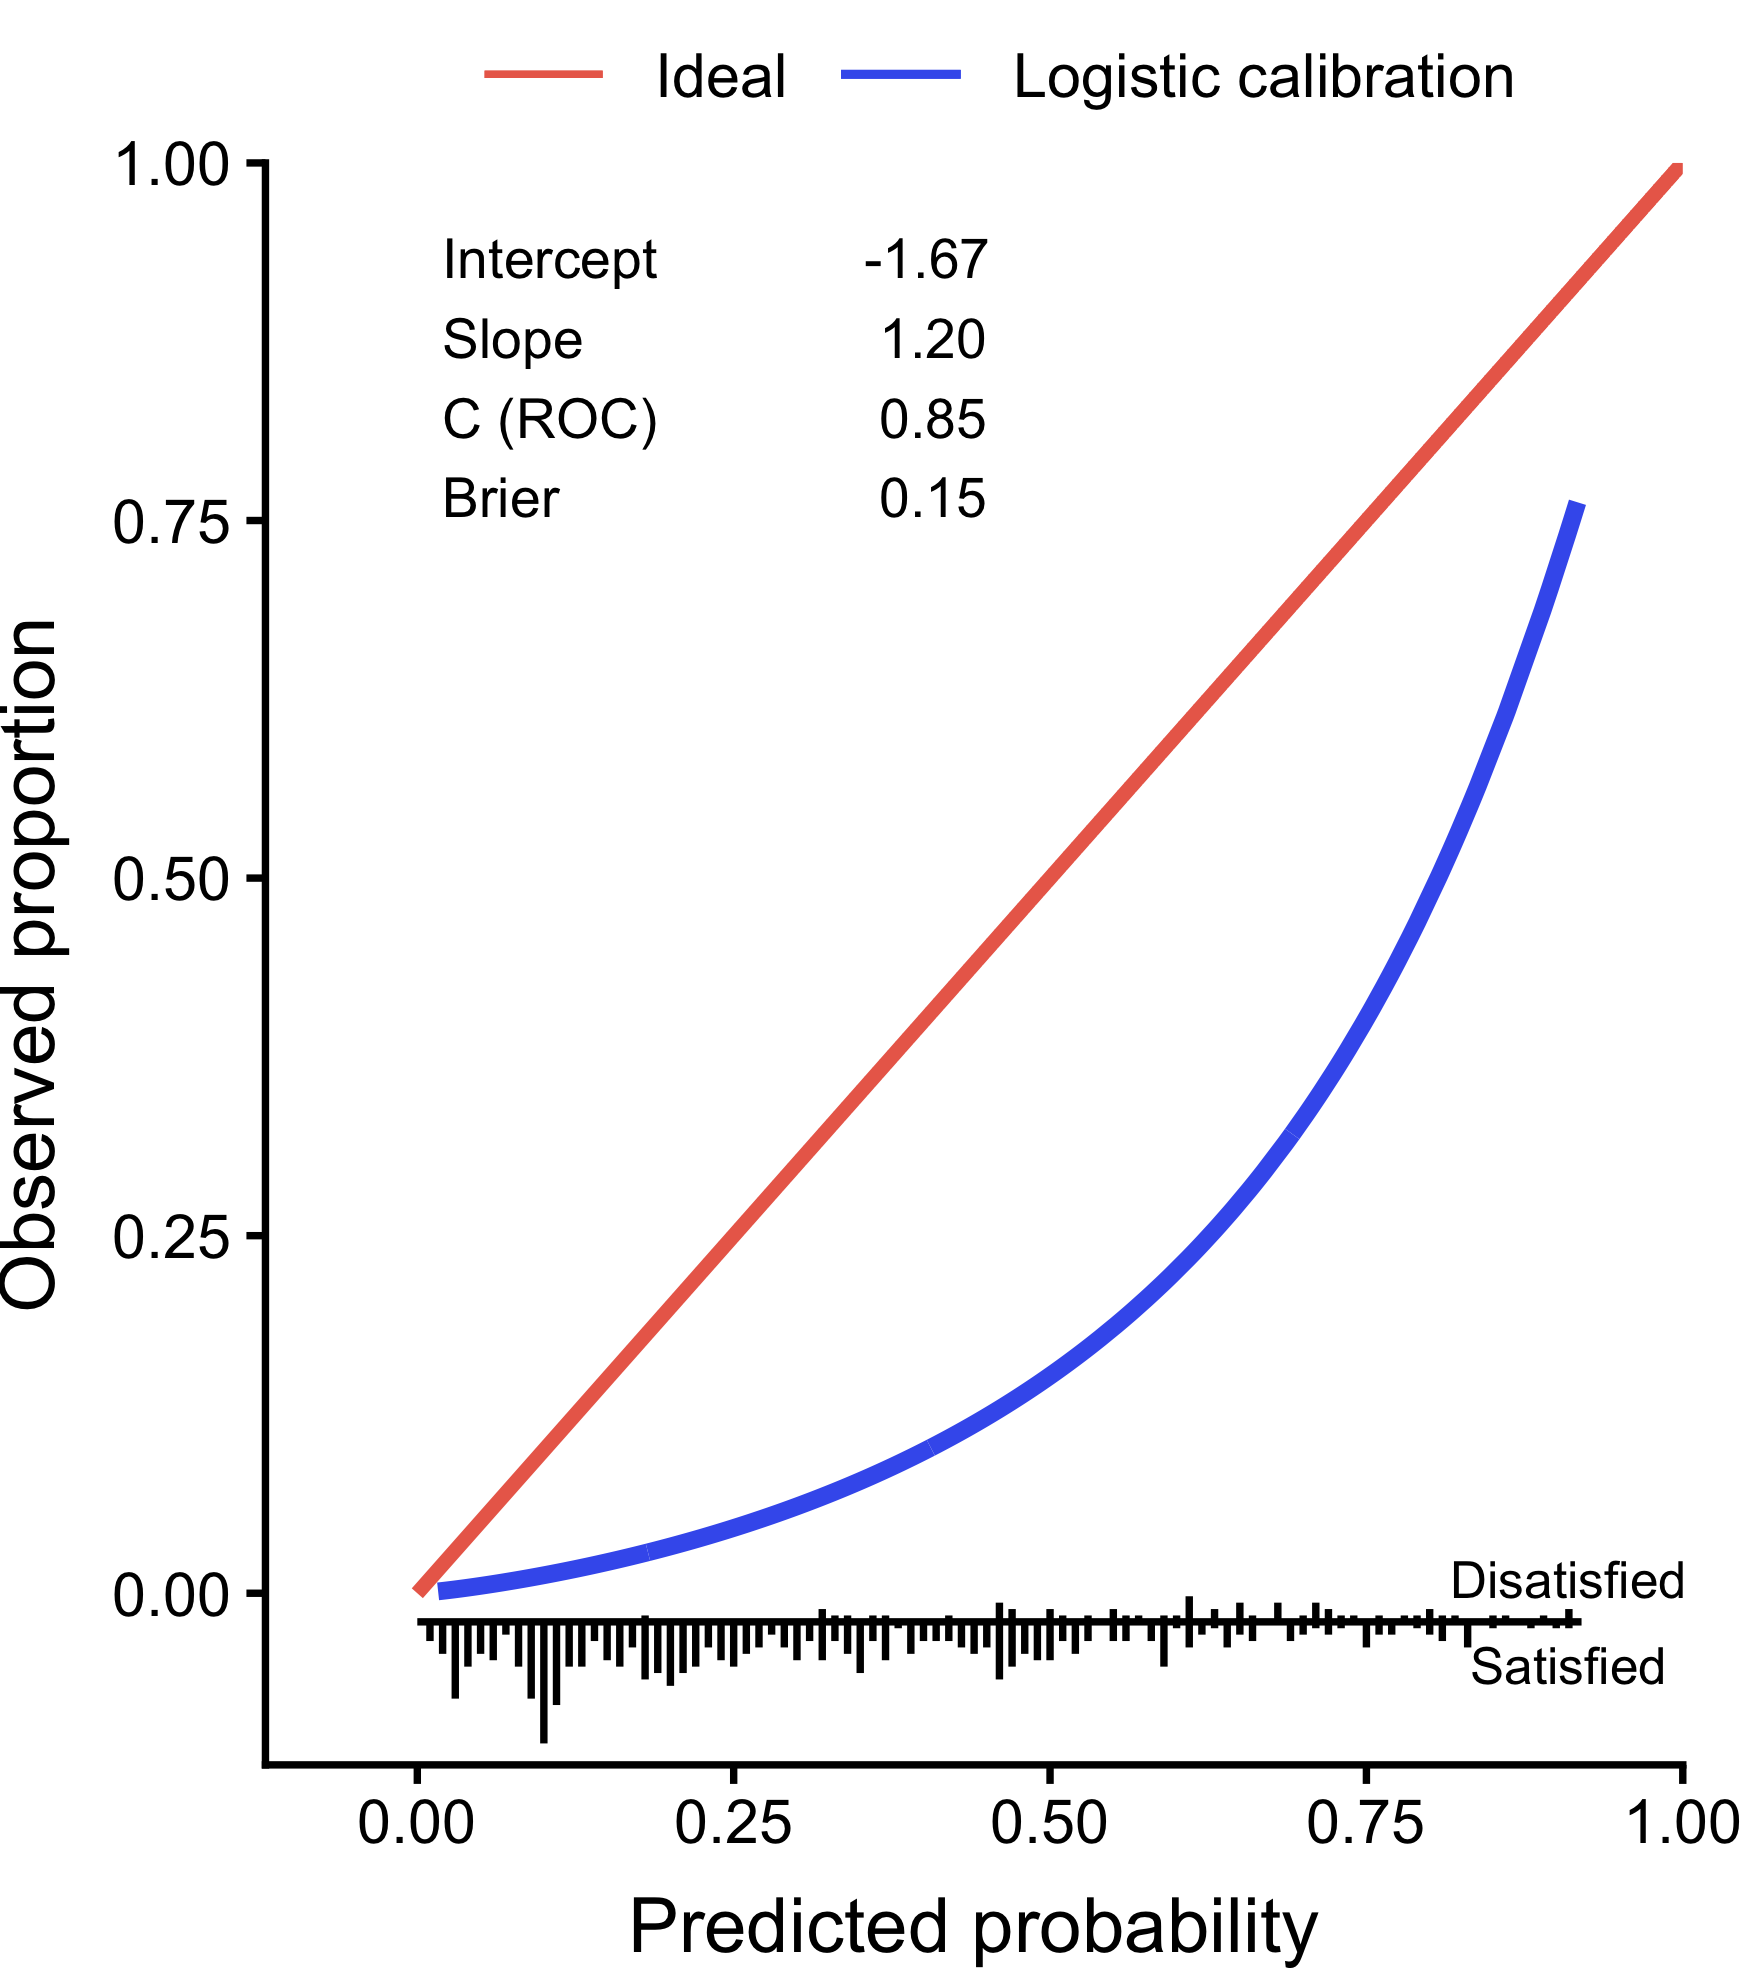 Ideal Logistic calibration
1.00
Intercept -1.67
Slope 1.20
C (ROC) 0.85
Brier 0.15
0.75
0.50
0.25
0.00
Observed proportion
Disatisfied
Satisfied
0.00 0.25 0.50 0.75 1.00
Predicted probability